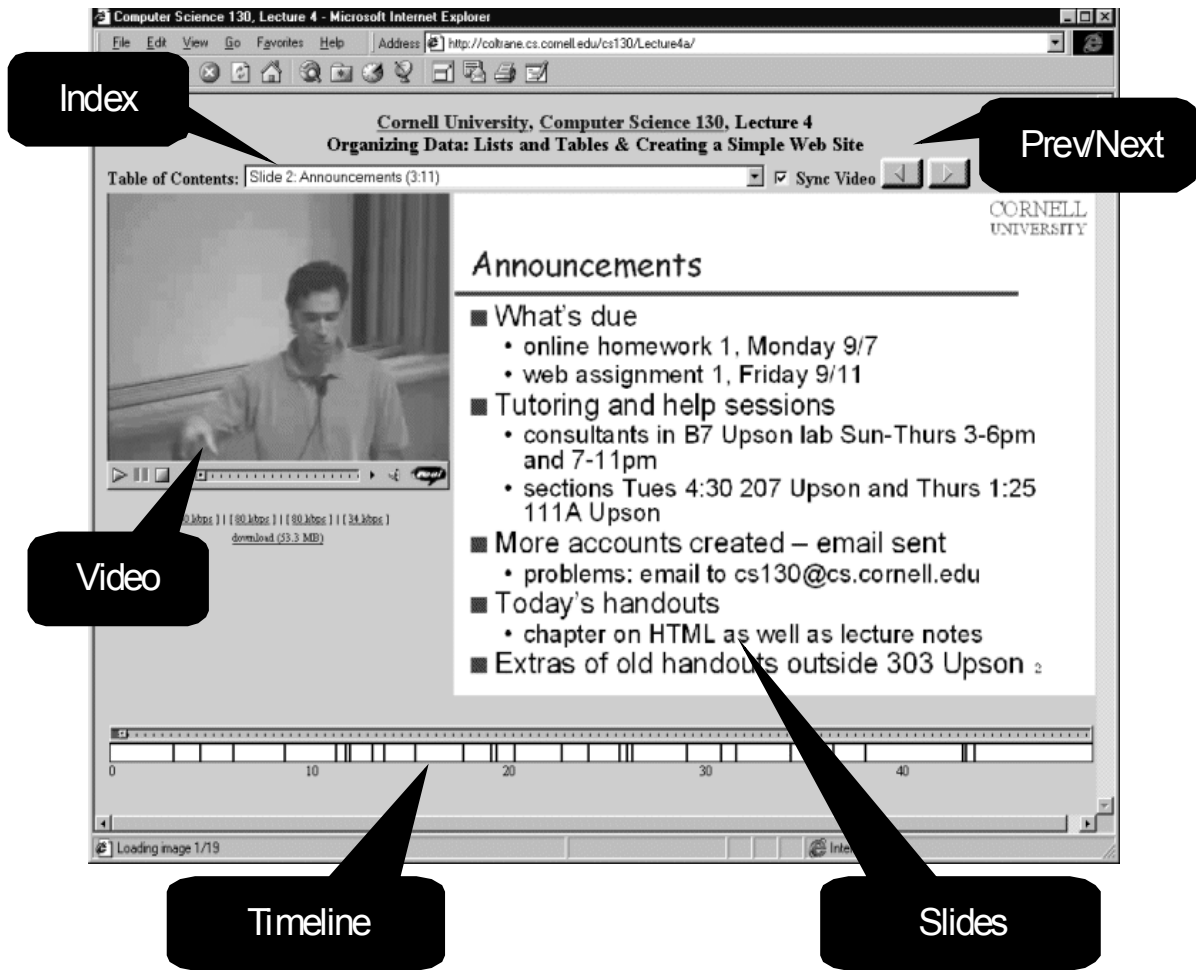 Computer Science 130, Lecture 4 - Microsoft Internet Explorer
File Edit View Go Favorites Help Address http://coltrane.cs.cornell.edu/cs130/Lecture4a/
Index
Prev/Next
Cornell University, Computer Science 130, Lecture 4
Organizing Data: Lists and Tables & Creating a Simple Web Site
Table of Contents: Slide 2: Announcements (3:11) Sync Video
CORNELL
UNIVERSITY
Announcements
What's due
• online homework 1, Monday 9/7
• web assignment 1, Friday 9/11
Tutoring and help sessions
• consultants in B7 Upson lab Sun-Thurs 3-6pm
and 7-11pm
• sections Tues 4:30 207 Upson and Thurs 1:25
111A Upson
More accounts created – email sent
• problems: email to cs130@cs.cornell.edu
Today's handouts
• chapter on HTML as well as lecture notes
Extras of old handouts outside 303 Upson 2
kbps ] | [ 80 kbps ] | [ 80 kbps ] | [ 34 kbps ]
download (53.3 MB)
Video
0 10 20 30 40
Loading image 1/19
Timeline
Slides